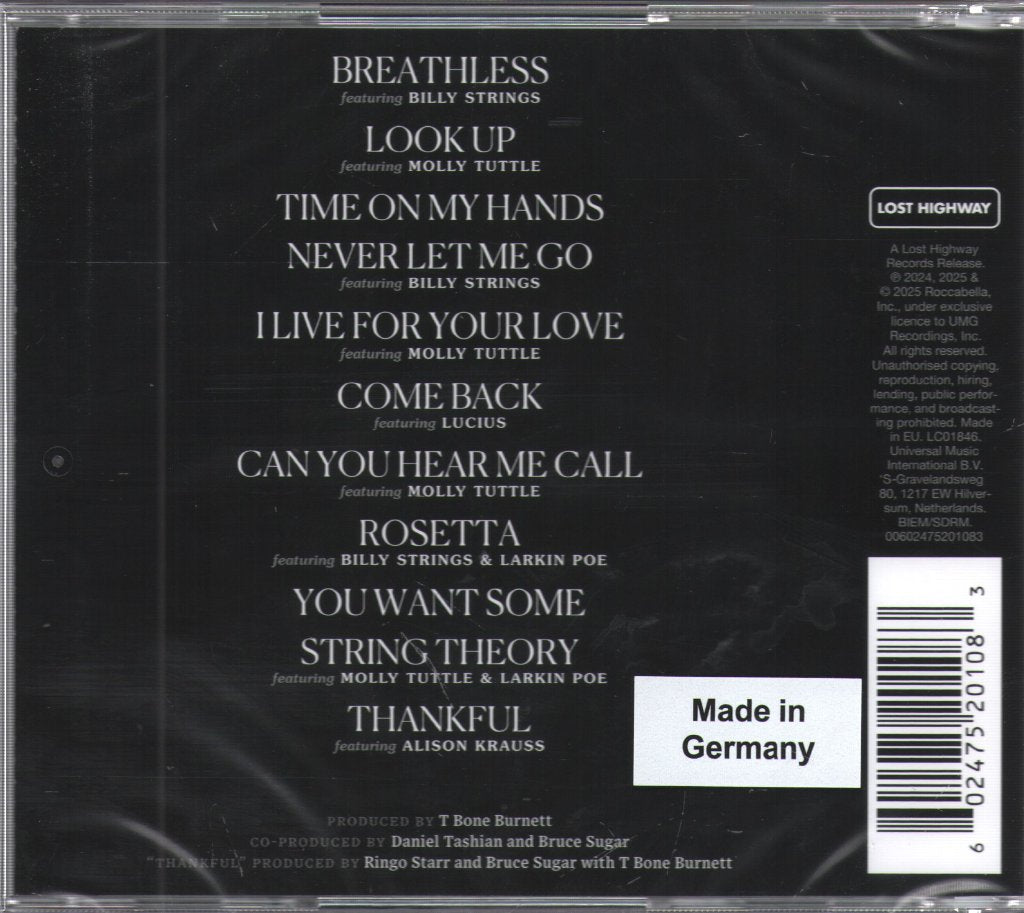 BREATHLESS
featuring BILLY STRINGS
LOOK UP
featuring MOLLY TUTTLE
TIME ON MY HANDS
NEVER LET ME GO
featuring BILLY STRINGS
I LIVE FOR YOUR LOVE
featuring MOLLY TUTTLE
COME BACK
featuring LUCIUS
CAN YOU HEAR ME CALL
featuring MOLLY TUTTLE
ROSETTA
featuring BILLY STRINGS & LARKIN POE
YOU WANT SOME
STRING THEORY
featuring MOLLY TUTTLE & LARKIN POE
THANKFUL
featuring ALISON KRAUSS
PRODUCED BY T Bone Burnett
CO-PRODUCED BY Daniel Tashian and Bruce Sugar
"THANKFUL" PRODUCED BY Ringo Starr and Bruce Sugar with T Bone Burnett
LOST HIGHWAY
A Lost Highway
Records Release.
℗ 2024, 2025 &
© 2025 Roccabella,
Inc., under exclusive
licence to UMG
Recordings, Inc.
All rights reserved.
Unauthorised copying,
reproduction, hiring,
lending, public perfor-
mance, and broadcast-
ing prohibited. Made
in EU. LC01846.
Universal Music
International B.V.
'S-Gravelandsweg
80, 1217 EW Hilver-
sum, Netherlands.
BIEM/SDRM.
00602475201083
Made in
Germany
6 02475 20108 3